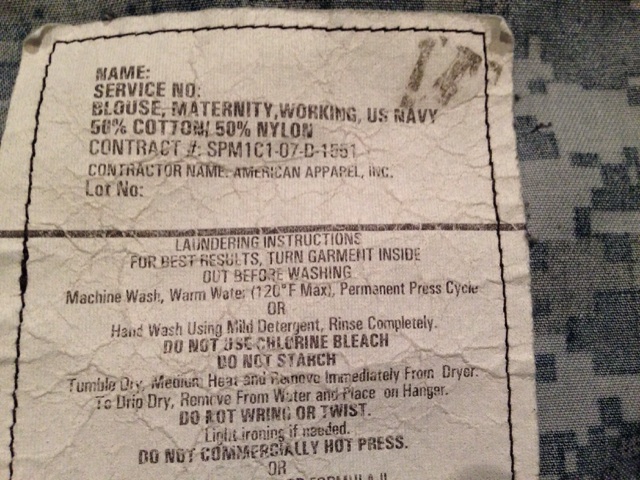 NAME:
SERVICE NO:
BLOUSE, MATERNITY, WORKING, US NAVY
50% COTTON/ 50% NYLON
CONTRACT #: SPM1C1-07-D-1551
CONTRACTOR NAME: AMERICAN APPAREL, INC.
Lot No:
LAUNDERING INSTRUCTIONS
FOR BEST RESULTS, TURN GARMENT INSIDE
OUT BEFORE WASHING
Machine Wash, Warm Water (120°F Max), Permanent Press Cycle
OR
Hand Wash Using Mild Detergent, Rinse Completely.
DO NOT USE CHLORINE BLEACH
DO NOT STARCH
Tumble Dry, Medium Heat and Remove Immediately From Dryer.
To Drip Dry, Remove From Water and Place on Hanger.
DO NOT WRING OR TWIST.
Light ironing if needed.
DO NOT COMMERCIALLY HOT PRESS.
OR